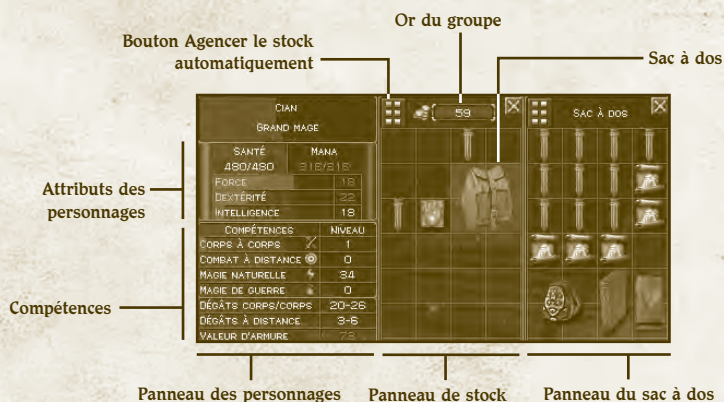 Or du groupe
Bouton Agencer le stock
automatiquement
Sac à dos
CIAN
GRAND MAGE
59
SAC À DOS
SANTÉ MANA
480/480 316/316
FORCE 18
DEXTÉRITÉ 22
INTELLIGENCE 18
Attributs des
personnages
COMPÉTENCES NIVEAU
CORPS À CORPS 1
COMBAT À DISTANCE 0
MAGIE NATURELLE 34
MAGIE DE GUERRE 0
DÉGÂTS CORPS/CORPS 20-26
DÉGÂTS À DISTANCE 3-6
VALEUR D'ARMURE 73
Compétences
Panneau des personnages
Panneau de stock
Panneau du sac à dos